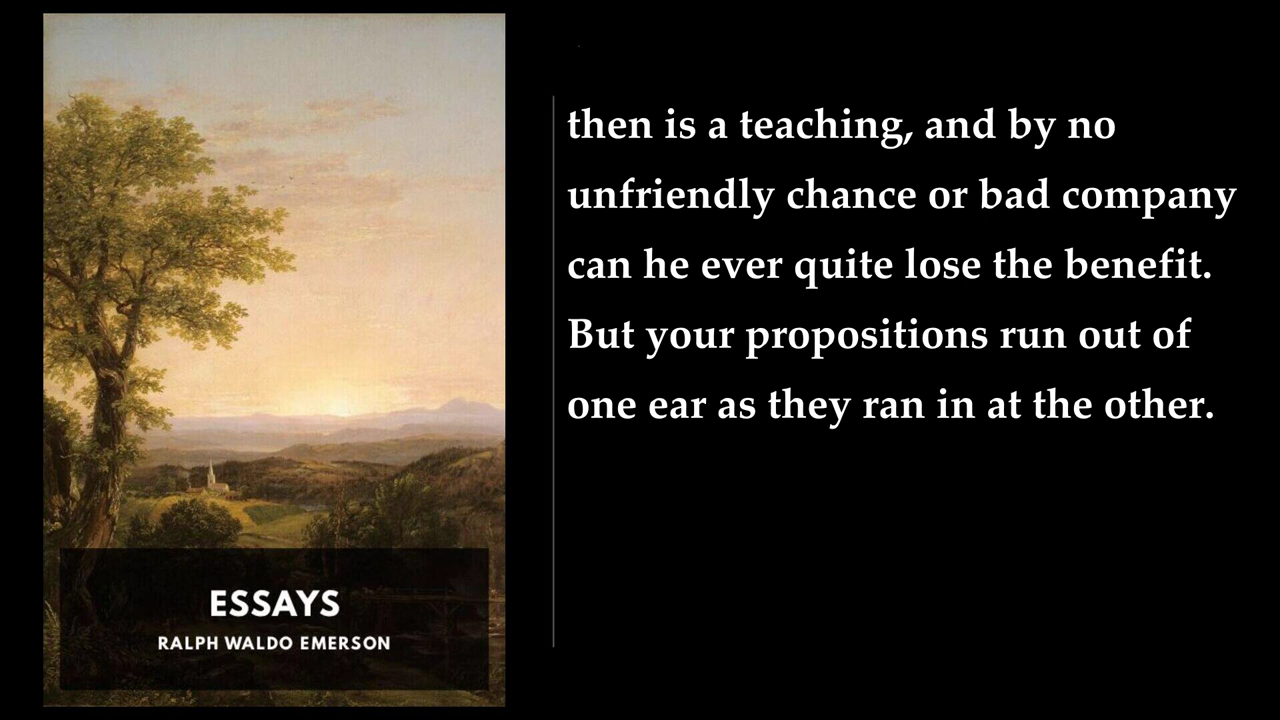 then is a teaching, and by no
unfriendly chance or bad company
can he ever quite lose the benefit.
But your propositions run out of
one ear as they ran in at the other.
ESSAYS
RALPH WALDO EMERSON